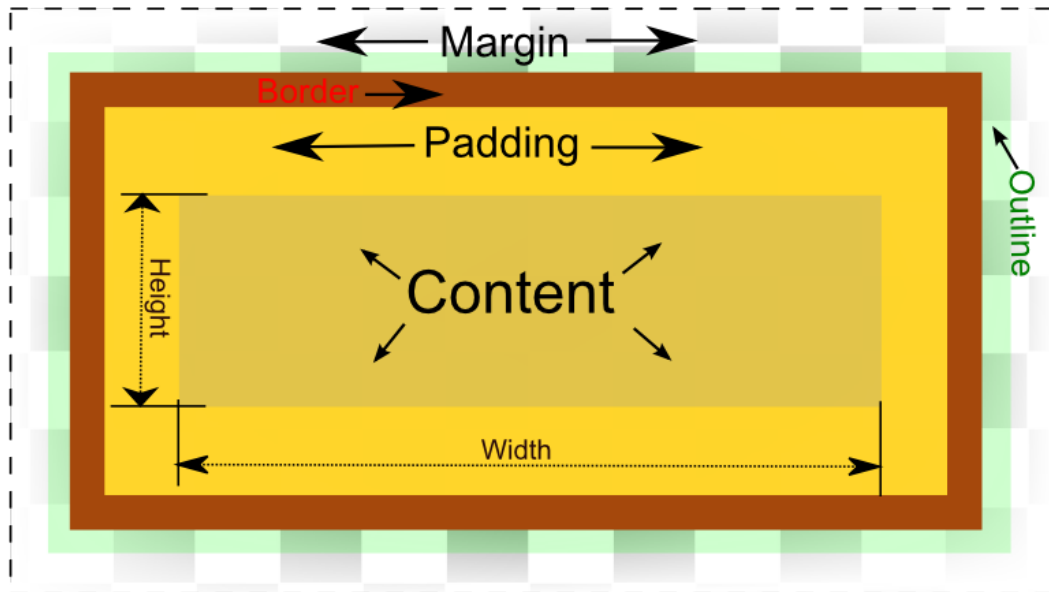 Margin
Border
Padding
Outline
Height
Content
Width